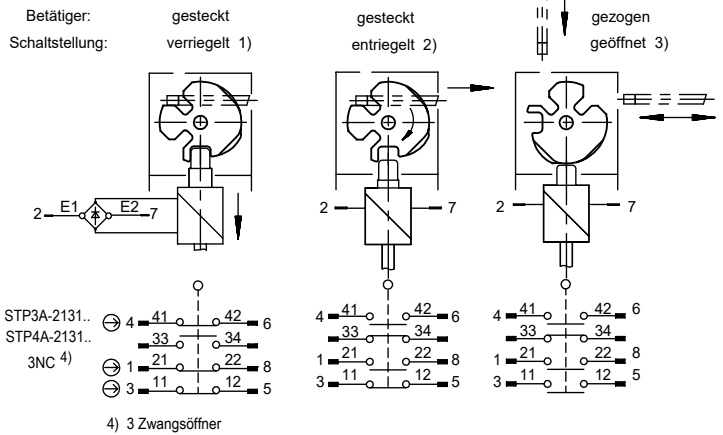 Betätiger: gesteckt gesteckt gezogen
Schaltstellung: verriegelt 1) entriegelt 2) geöffnet 3)
2 E1 E2 7 2 7 2 7
STP3A-2131.. 4 41 42 6 4 41 42 6 4 41 42 6
STP4A-2131.. 33 34 33 34 33 34
3NC 4) 1 21 22 8 1 21 22 8 1 21 22 8
3 11 12 5 3 11 12 5 3 11 12 5
4) 3 Zwangsöffner